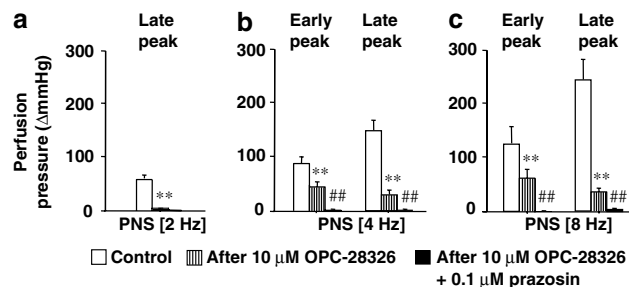 a
Late
peak
b
Early Late
peak peak
c
Early Late
peak peak
Perfusion
pressure (ΔmmHg)
300
200
100
0
**
PNS [2 Hz]
300
200
100
0
** ## ** ##
PNS [4 Hz]
300
200
100
0
** ## ** ##
PNS [8 Hz]
Control After 10 μM OPC-28326 After 10 μM OPC-28326
+ 0.1 μM prazosin